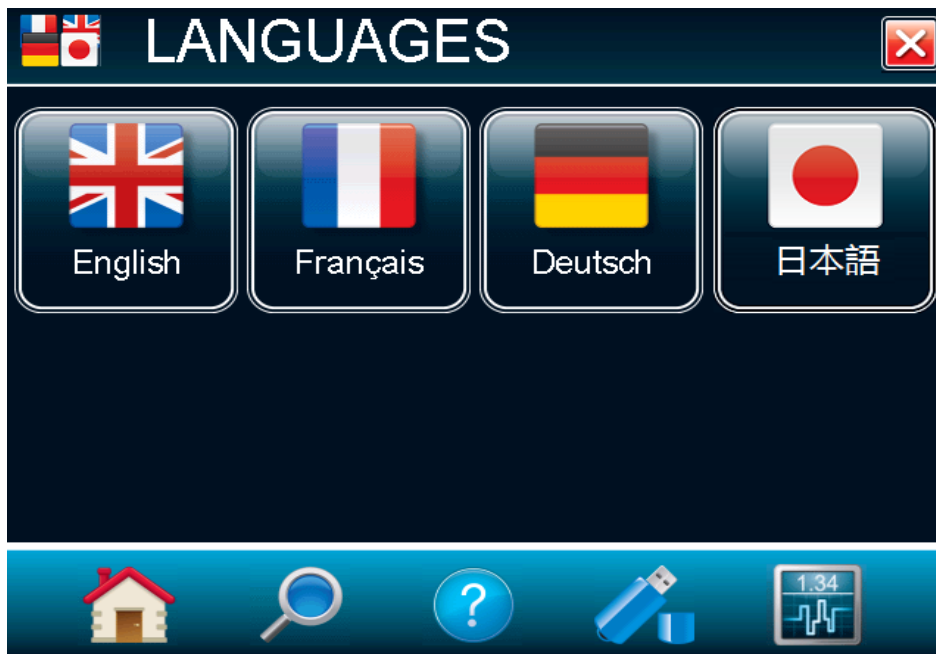 LANGUAGES
English
Français
Deutsch
日本語
?
1.34